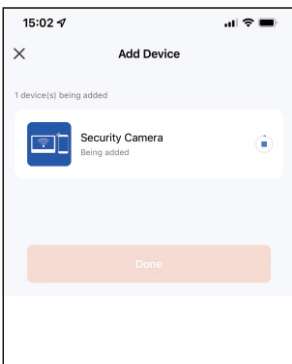 15:02
Add Device
1 device(s) being added
Security Camera
Being added
Done